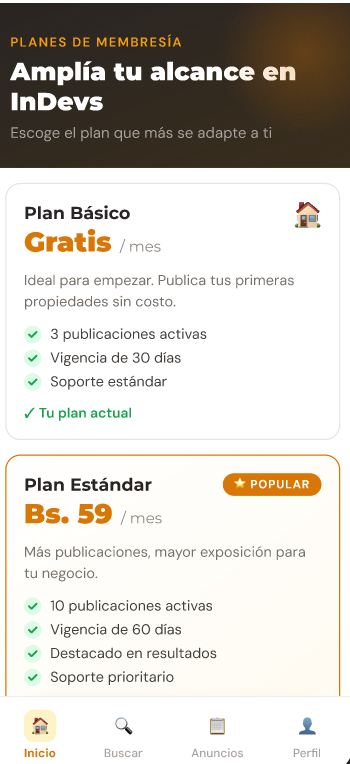 PLANES DE MEMBRESÍA
Amplía tu alcance en
InDevs
Escoge el plan que más se adapte a ti
Plan Básico
Gratis / mes
Ideal para empezar. Publica tus primeras
propiedades sin costo.
3 publicaciones activas
Vigencia de 30 días
Soporte estándar
✓ Tu plan actual
Plan Estándar
⭐ POPULAR
Bs. 59 / mes
Más publicaciones, mayor exposición para
tu negocio.
10 publicaciones activas
Vigencia de 60 días
Destacado en resultados
Soporte prioritario
Inicio Buscar Anuncios Perfil